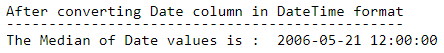 After converting Date column in DateTime format
--------------------------------------------------
The Median of Date values is :  2006-05-21 12:00:00